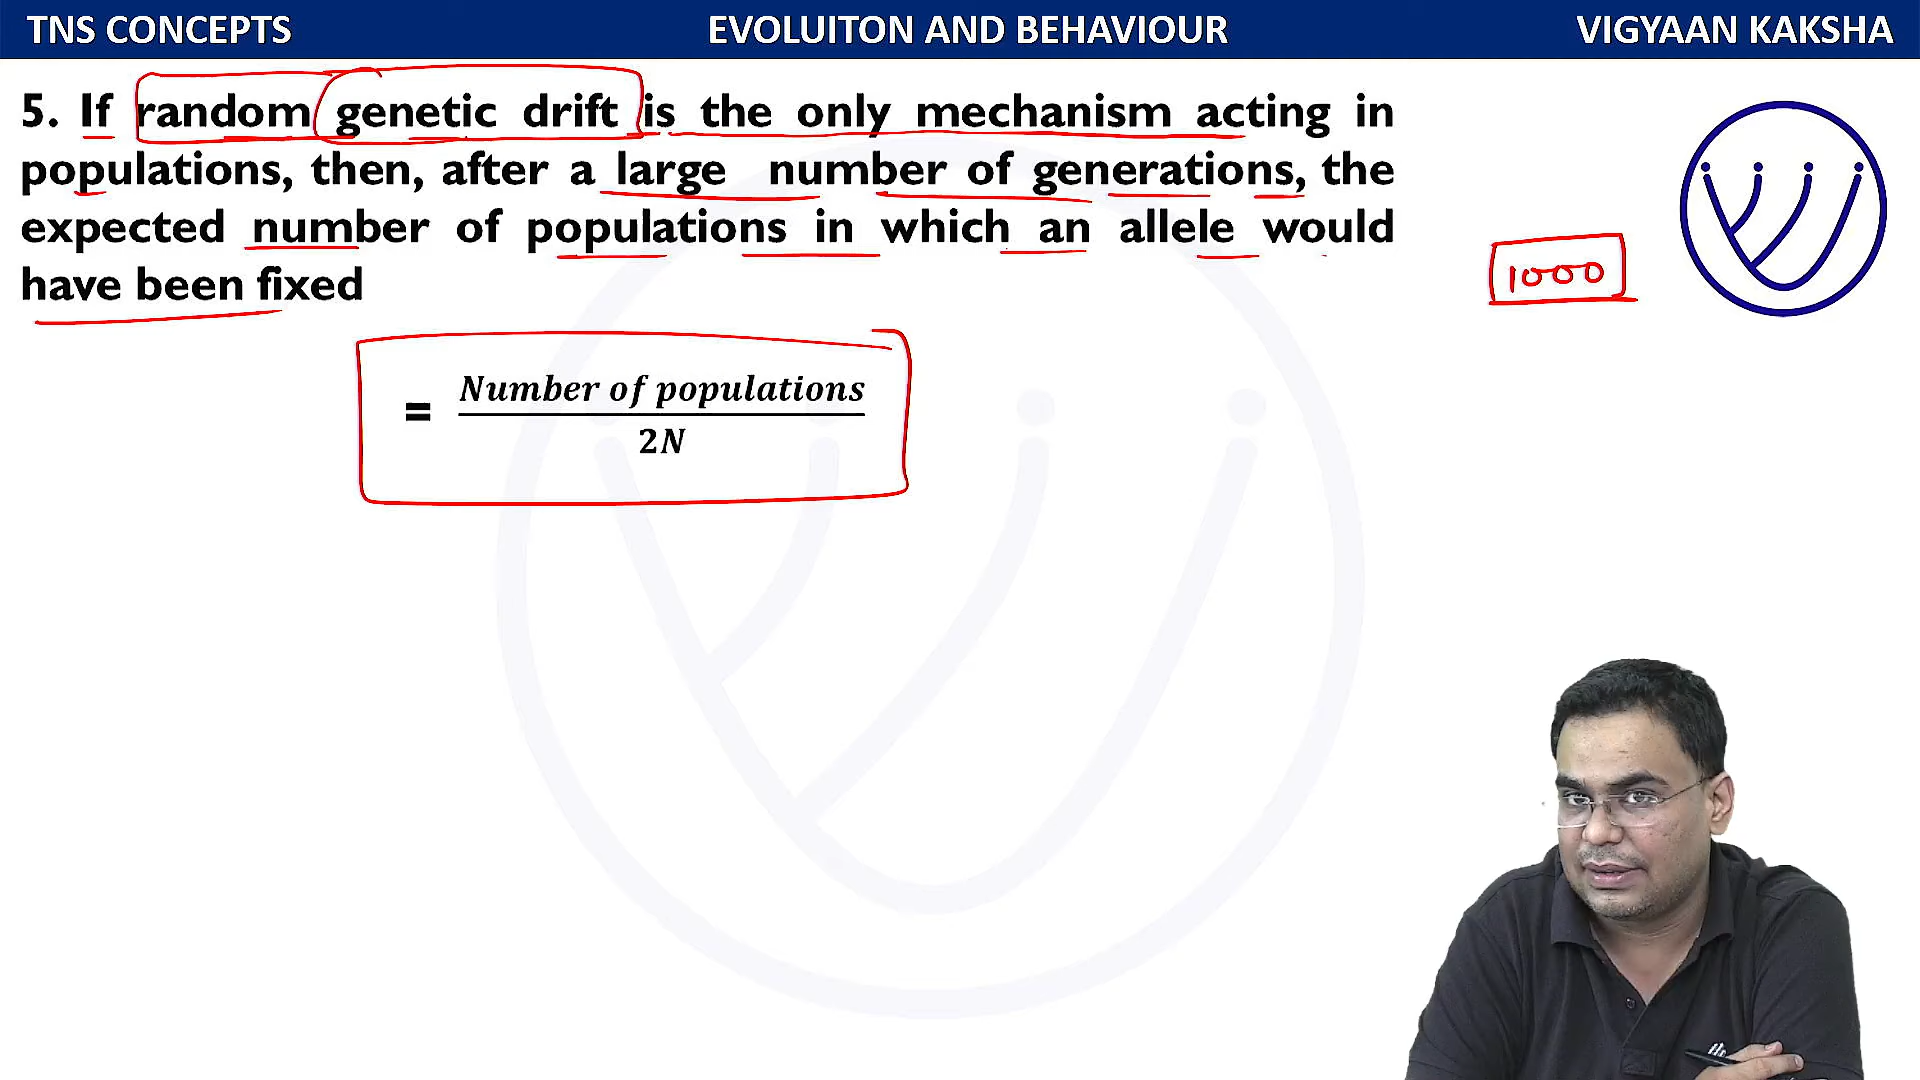 TNS CONCEPTS
EVOLUITON AND BEHAVIOUR
VIGYAAN KAKSHA
5. If random genetic drift is the only mechanism acting in
populations, then, after a large number of generations, the
expected number of populations in which an allele would
have been fixed
1000
= Number of populations
2N